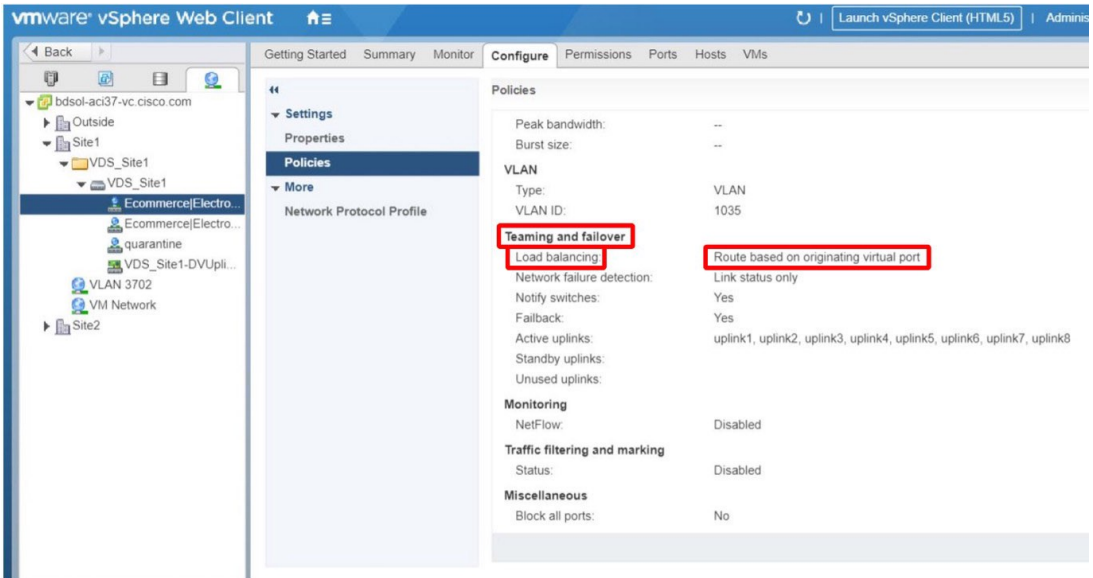 vmware® vSphere Web Client
Launch vSphere Client (HTML5) | Adminis
Back
Getting Started Summary Monitor Configure Permissions Ports Hosts VMs
bdsol-aci37-vc.cisco.com
Outside
Site1
VDS_Site1
VDS_Site1
Ecommerce|Electro...
Ecommerce|Electro...
quarantine
VDS_Site1-DVUpli...
VLAN 3702
VM Network
Site2
Settings
Properties
Policies
More
Network Protocol Profile
Policies
Peak bandwidth: --
Burst size: --
VLAN
Type: VLAN
VLAN ID: 1035
Teaming and failover
Load balancing: Route based on originating virtual port
Network failure detection: Link status only
Notify switches: Yes
Failback: Yes
Active uplinks: uplink1, uplink2, uplink3, uplink4, uplink5, uplink6, uplink7, uplink8
Standby uplinks:
Unused uplinks:
Monitoring
NetFlow: Disabled
Traffic filtering and marking
Status: Disabled
Miscellaneous
Block all ports: No